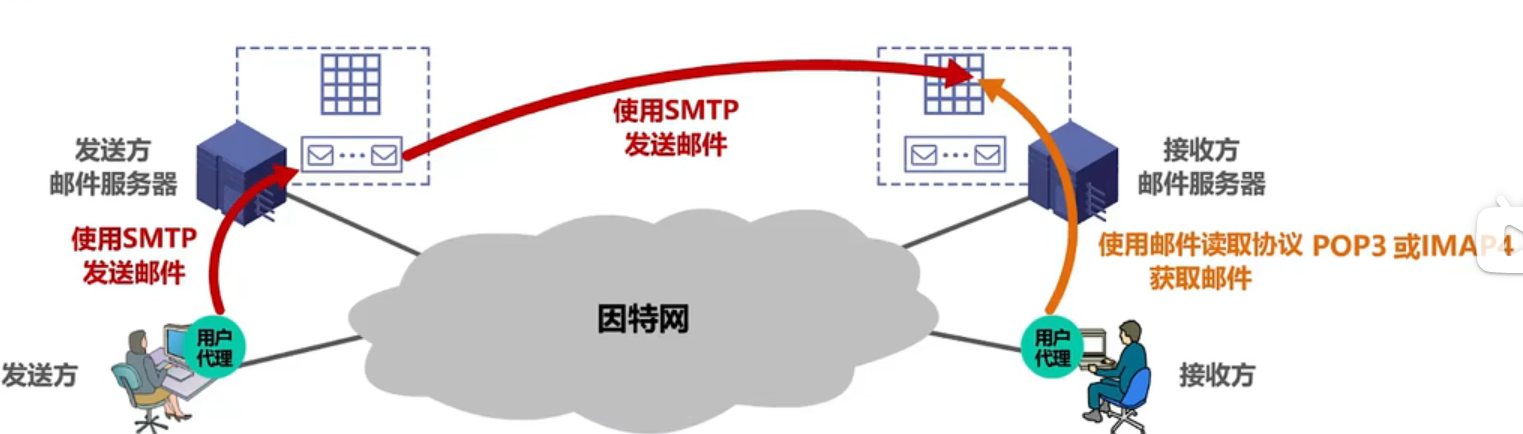 使用SMTP
发送邮件
发送方
邮件服务器
接收方
邮件服务器
使用SMTP
发送邮件
使用邮件读取协议 POP3 或IMAP4
获取邮件
因特网
用户
代理
用户
代理
发送方
接收方